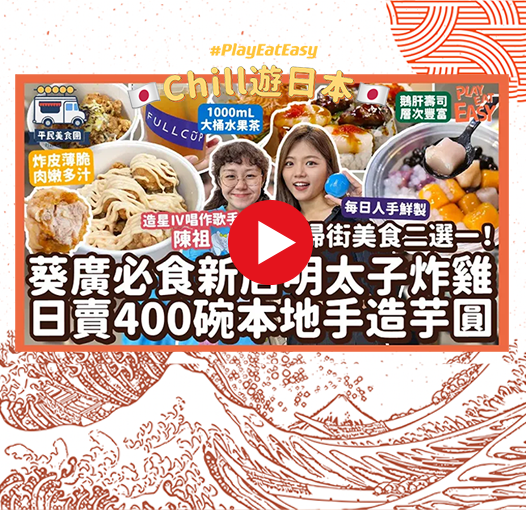 #PlayEatEasy
Chill遊日本
平民美食團
1000mL
大桶水果茶
FULLCUP
鵝肝壽司
層次豐富
PLAY
EAT
EASY
炸皮薄脆
肉嫩多汁
每日人手鮮製
造星IV唱作歌手
陳祖
掃街美食二選一!
葵廣必食新店明太子炸雞
日賣400碗本地手造芋圓